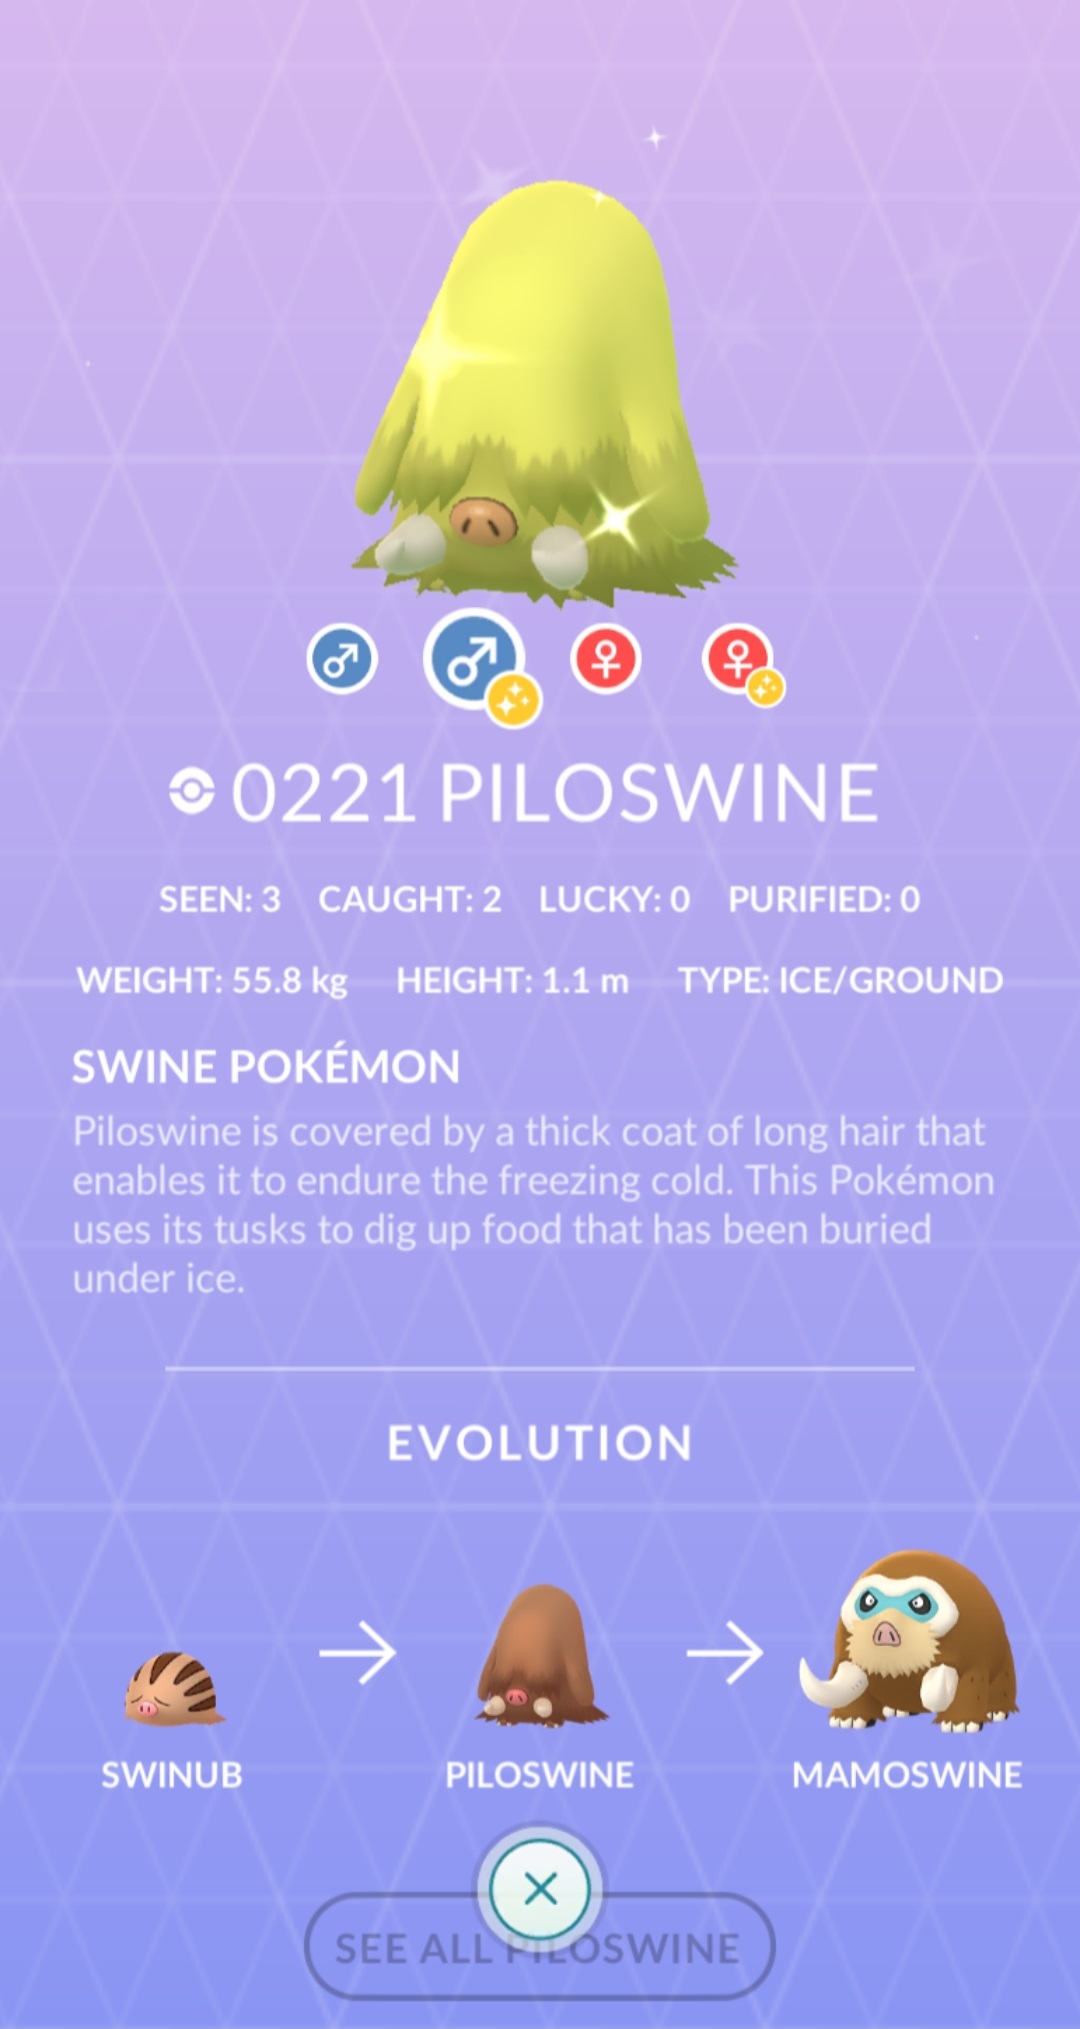 0221 PILOSWINE
SEEN: 3 CAUGHT: 2 LUCKY: 0 PURIFIED: 0
WEIGHT: 55.8 kg HEIGHT: 1.1 m TYPE: ICE/GROUND
SWINE POKÉMON
Piloswine is covered by a thick coat of long hair that
enables it to endure the freezing cold. This Pokémon
uses its tusks to dig up food that has been buried
under ice.
EVOLUTION
SWINUB PILOSWINE MAMOSWINE
SEE ALL PILOSWINE